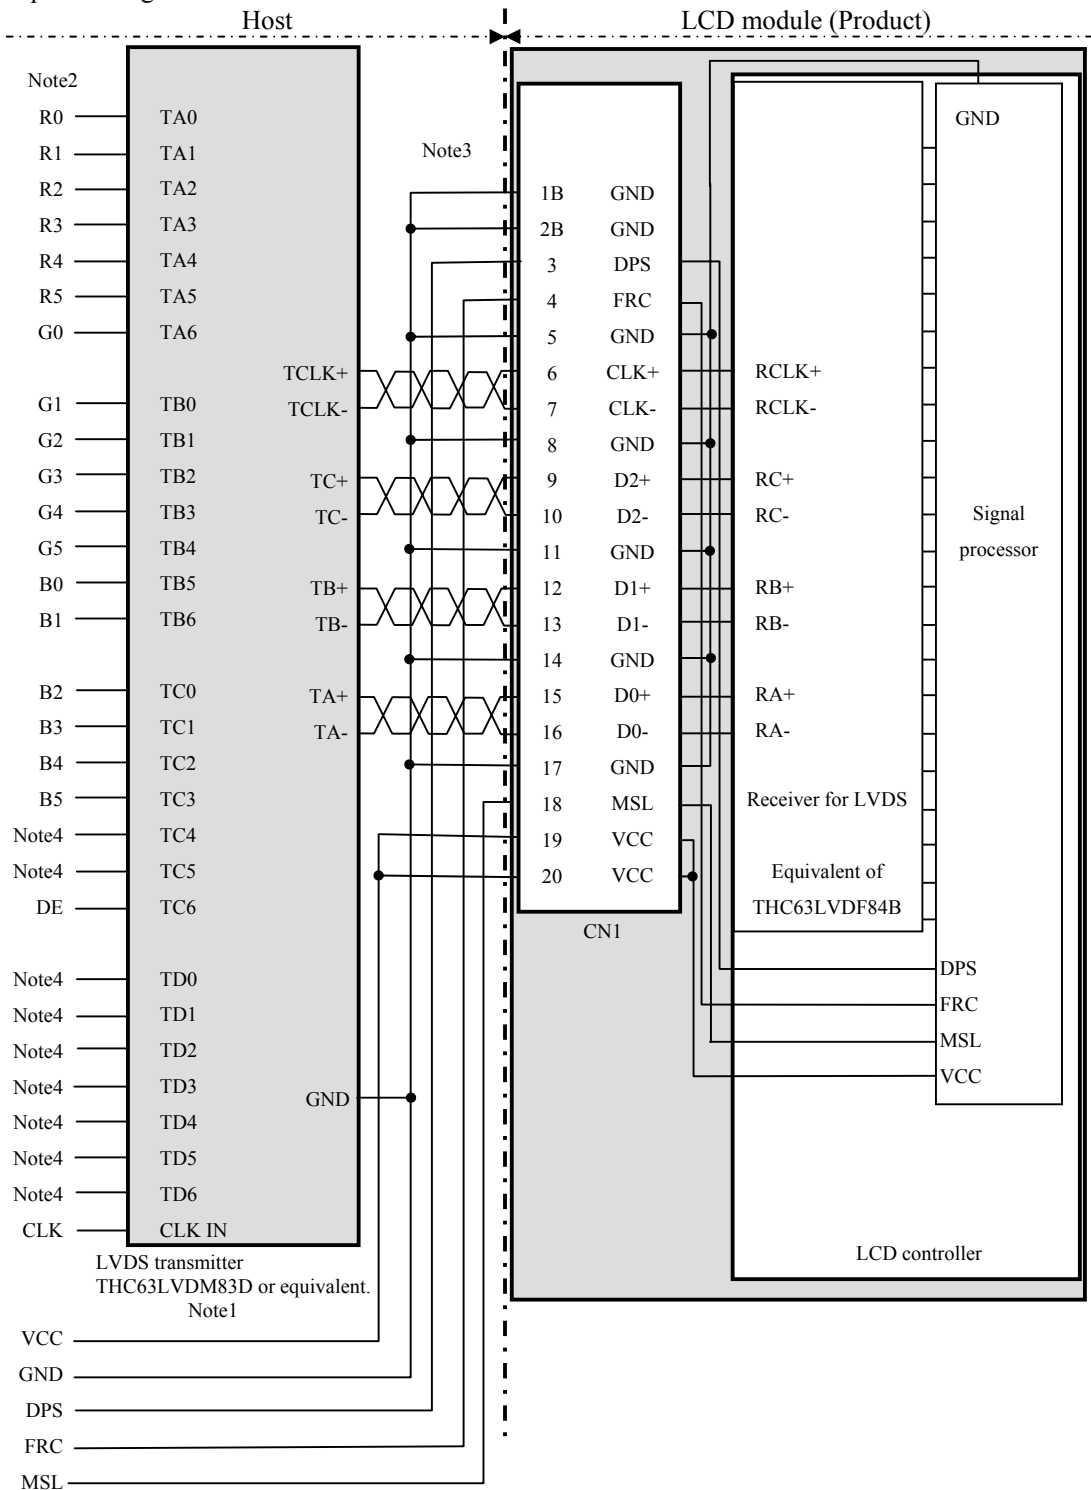 Host
LCD module (Product)
Note2
R0 TA0
R1 TA1
R2 TA2
R3 TA3
R4 TA4
R5 TA5
G0 TA6
TCLK+
G1 TB0 TCLK-
G2 TB1
G3 TB2 TC+
G4 TB3 TC-
G5 TB4
B0 TB5 TB+
B1 TB6 TB-
B2 TC0 TA+
B3 TC1 TA-
B4 TC2
B5 TC3
Note4 TC4
Note4 TC5
DE TC6
Note4 TD0
Note4 TD1
Note4 TD2
Note4 TD3 GND
Note4 TD4
Note4 TD5
Note4 TD6
CLK CLK IN
LVDS transmitter
THC63LVDM83D or equivalent.
Note1
VCC
GND
DPS
FRC
MSL
Note3
1B GND
2B GND
3 DPS
4 FRC
5 GND
6 CLK+
7 CLK-
8 GND
9 D2+
10 D2-
11 GND
12 D1+
13 D1-
14 GND
15 D0+
16 D0-
17 GND
18 MSL
19 VCC
20 VCC
CN1
RCLK+
RCLK-
RC+
RC-
RB+
RB-
RA+
RA-
Receiver for LVDS
Equivalent of
THC63LVDF84B
GND
Signal
processor
DPS
FRC
MSL
VCC
LCD controller